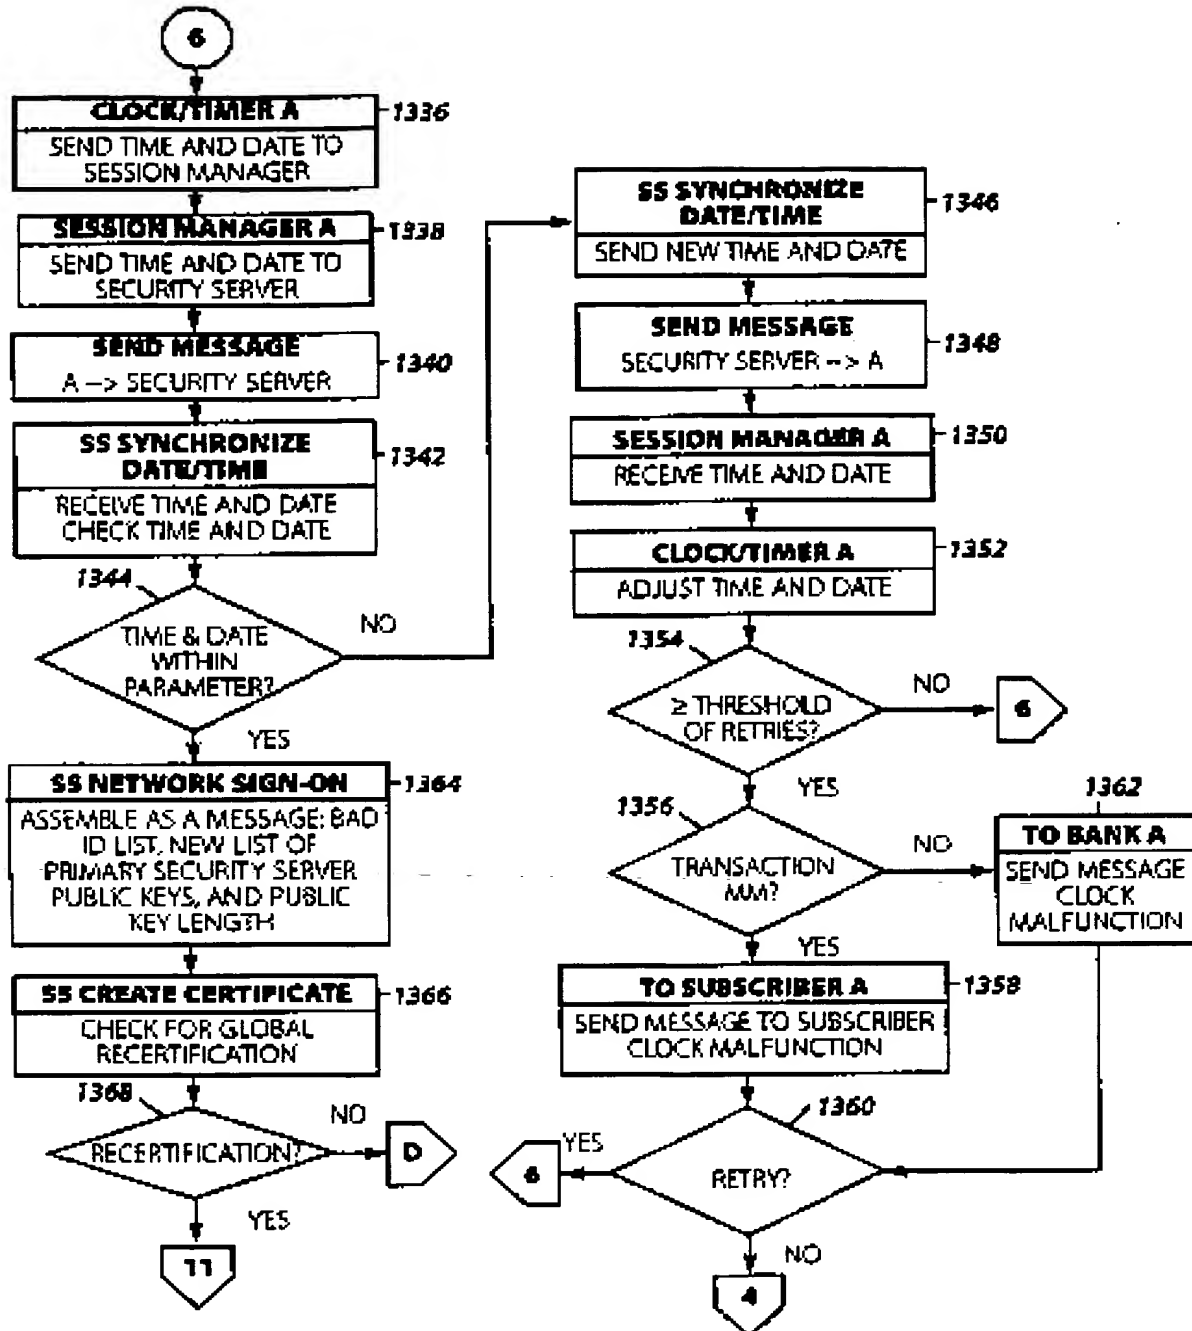 6
CLOCK/TIMER A
1336
SEND TIME AND DATE TO
SESSION MANAGER
SESSION MANAGER A
1338
SEND TIME AND DATE TO
SECURITY SERVER
SEND MESSAGE
1340
A --> SECURITY SERVER
SS SYNCHRONIZE
DATE/TIME
1342
RECEIVE TIME AND DATE
CHECK TIME AND DATE
1344
TIME & DATE
WITHIN
PARAMETER?
NO
YES
SS NETWORK SIGN-ON
1364
ASSEMBLE AS A MESSAGE: BAD
ID LIST, NEW LIST OF
PRIMARY SECURITY SERVER
PUBLIC KEYS, AND PUBLIC
KEY LENGTH
SS CREATE CERTIFICATE
1366
CHECK FOR GLOBAL
RECERTIFICATION
1368
RECERTIFICATION?
NO
D
YES
11
SS SYNCHRONIZE
DATE/TIME
1346
SEND NEW TIME AND DATE
SEND MESSAGE
1348
SECURITY SERVER --> A
SESSION MANAGER A
1350
RECEIVE TIME AND DATE
CLOCK/TIMER A
1352
ADJUST TIME AND DATE
1354
≥ THRESHOLD
OF RETRIES?
NO
6
YES
1356
TRANSACTION
MM?
NO
1362
TO BANK A
SEND MESSAGE
CLOCK
MALFUNCTION
YES
TO SUBSCRIBER A
1358
SEND MESSAGE TO SUBSCRIBER
CLOCK MALFUNCTION
1360
RETRY?
YES
6
NO
4